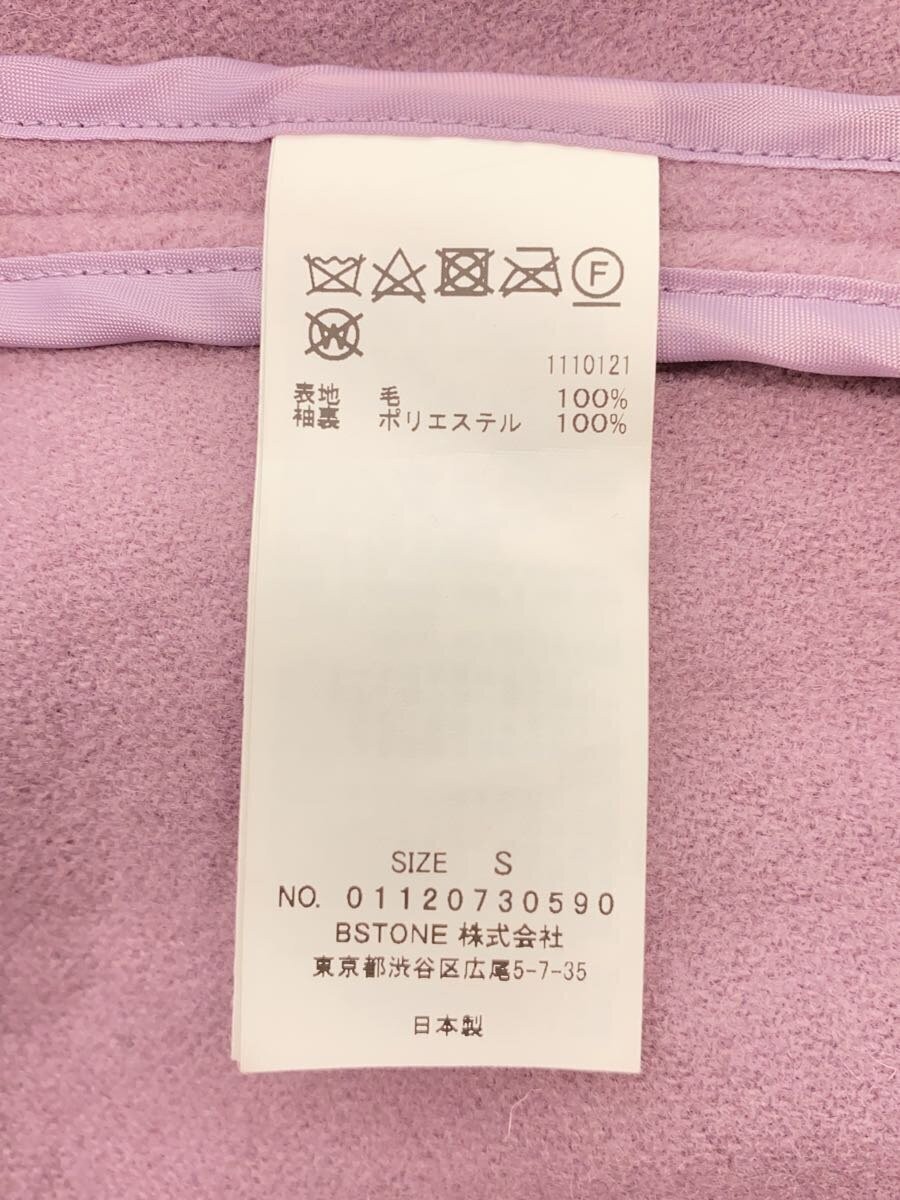 F
W
1110121
表地 毛 100%
袖裏 ポリエステル 100%
SIZE S
NO. 01120730590
BSTONE 株式会社
東京都渋谷区広尾5-7-35
日本製